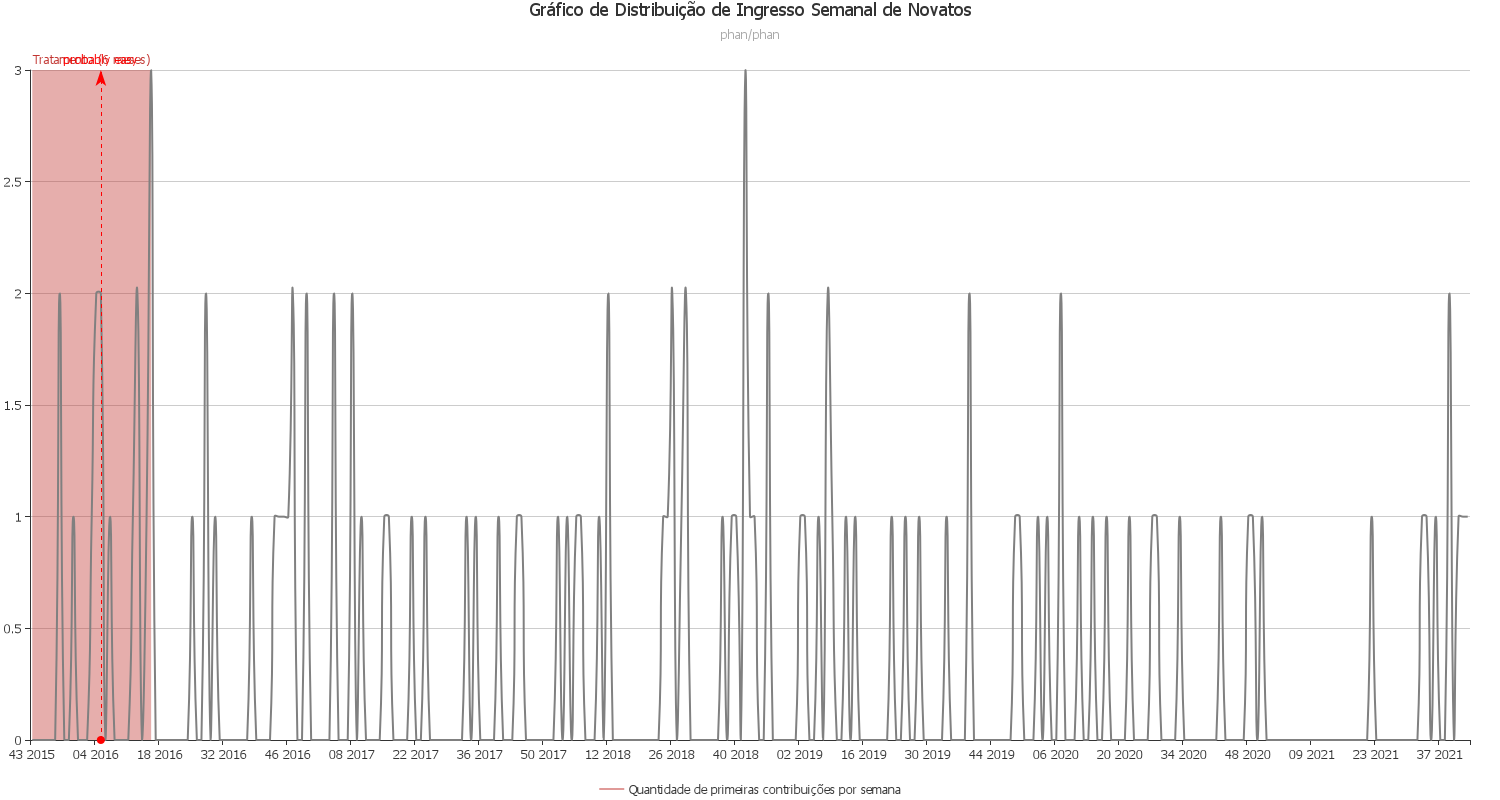 Gráfico de Distribuição de Ingresso Semanal de Novatos
phan/phan
3
2.5
2
1.5
1
0.5
0
43 2015 04 2016 18 2016 32 2016 46 2016 08 2017 22 2017 36 2017 50 2017 12 2018 26 2018 40 2018 02 2019 16 2019 30 2019 44 2019 06 2020 20 2020 34 2020 48 2020 09 2021 23 2021 37 2021
Quantidade de primeiras contribuições por semana